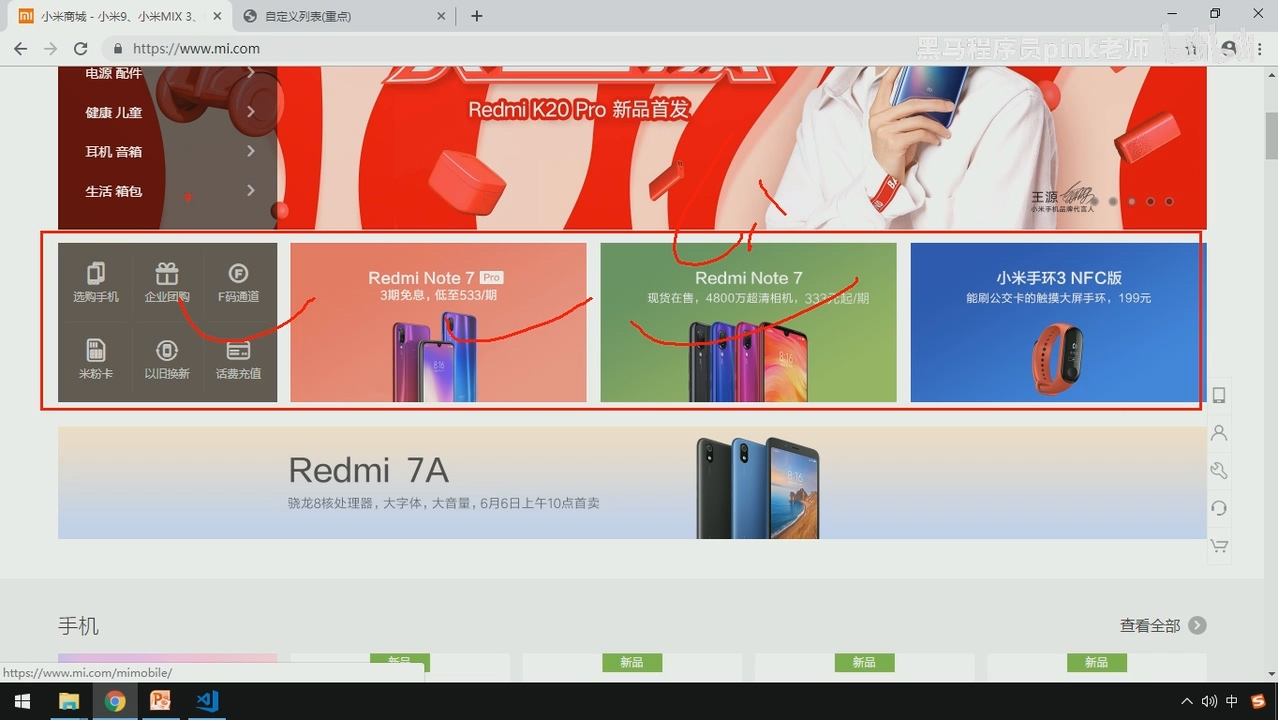 小米商城 - 小米9、小米MIX 3、
自定义列表(重点)
https://www.mi.com
黑马程序员pink老师
电源 配件
健康 儿童
耳机 音箱
生活 箱包
Redmi K20 Pro 新品首发
王源
小米手机品牌代言人
选购手机
企业团购
F码通道
米粉卡
以旧换新
话费充值
Redmi Note 7 Pro
3期免息，低至533/期
Redmi Note 7
现货在售，4800万超清相机，333元起/期
小米手环3 NFC版
能刷公交卡的触摸大屏手环，199元
Redmi 7A
骁龙8核处理器，大字体，大音量，6月6日上午10点首卖
手机
查看全部
新品
新品
新品
新品
https://www.mi.com/mimobile/
中